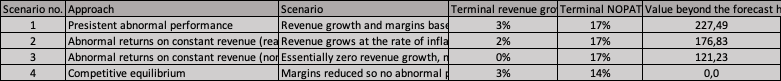 Scenario no. Approach Scenario Terminal revenue gro Terminal NOPAT Value beyond the forecast h
1 Presistent abnormal performance Revenue growth and margins base 3% 17% 227,49
2 Abnormal returns on constant revenue (rea Revenue grows at the rate of infla 2% 17% 176,83
3 Abnormal returns on constant revenue (nor Essentially zero revenue growth, n 0% 17% 121,23
4 Competitive equilibrium Margins reduced so no abnormal p 3% 14% 0,0